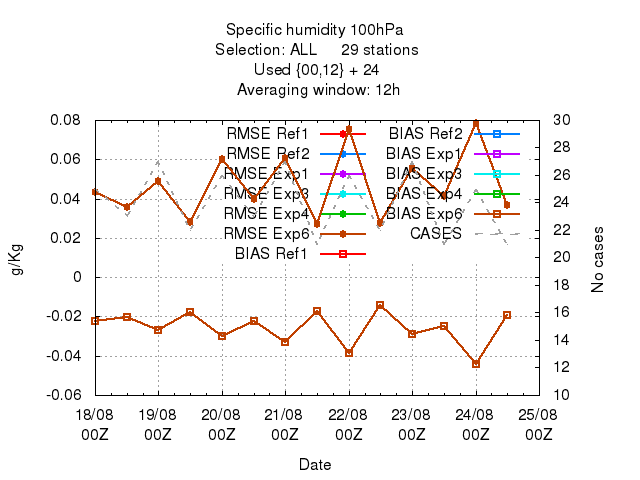 Specific humidity 100hPa
Selection: ALL 29 stations
Used {00,12} + 24
Averaging window: 12h
0.08
0.06
0.04
0.02
0
-0.02
-0.04
-0.06
g/Kg
RMSE Ref1
RMSE Ref2
RMSE Exp1
RMSE Exp3
RMSE Exp4
RMSE Exp6
BIAS Ref1
BIAS Ref2
BIAS Exp1
BIAS Exp3
BIAS Exp4
BIAS Exp6
CASES
30
28
26
24
22
20
18
16
14
12
10
No cases
18/08 19/08 20/08 21/08 22/08 23/08 24/08 25/08
00Z 00Z 00Z 00Z 00Z 00Z 00Z 00Z
Date